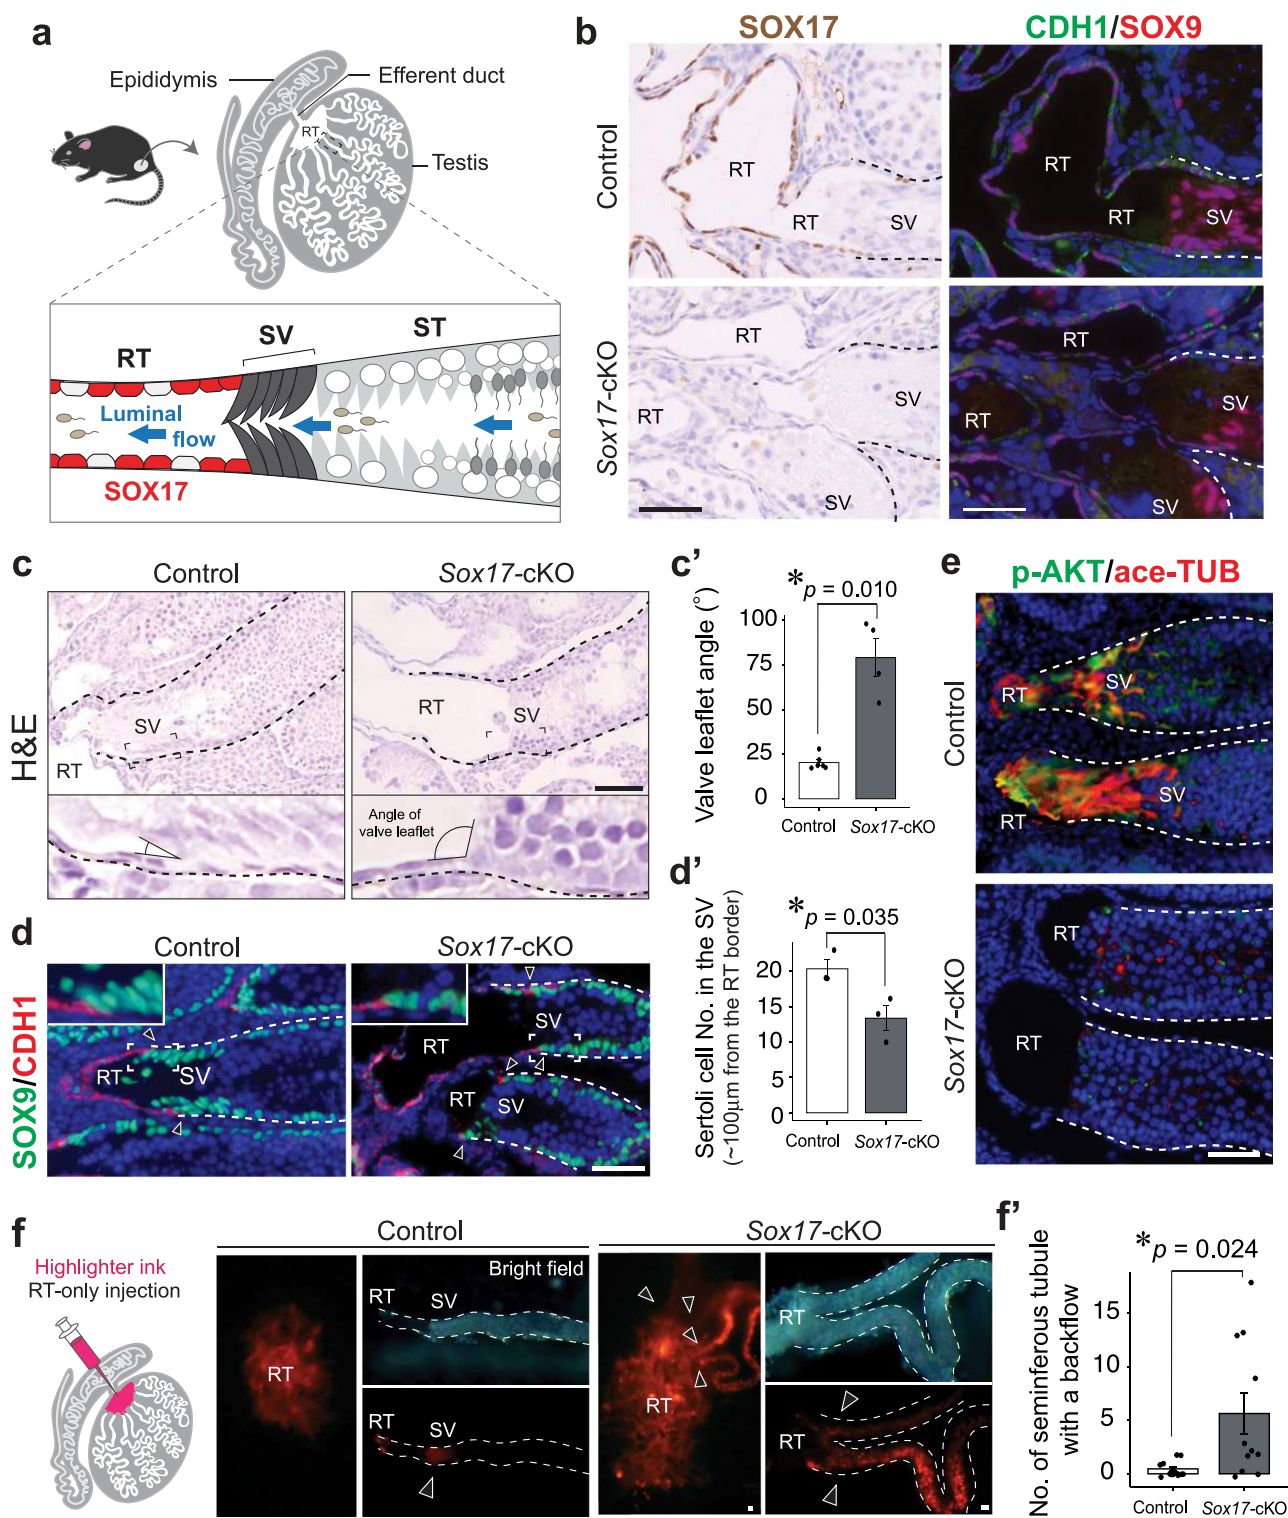 a
Epididymis
Efferent duct
RT
Testis
RT
SV
ST
Luminal
flow
SOX17
b
SOX17
CDH1/SOX9
Control
RT
RT
SV
RT
RT
SV
Sox17-cKO
RT
RT
SV
SV
RT
RT
SV
SV
c
Control
Sox17-cKO
H&E
SV
RT
RT
SV
Angle of
valve leaflet
c'
* p = 0.010
Valve leaflet angle (°)
100
75
50
25
0
Control
Sox17-cKO
d
Control
Sox17-cKO
SOX9/CDH1
RT
SV
RT
SV
RT
SV
d'
* p = 0.035
Sertoli cell No. in the SV
(~100μm from the RT border)
20
15
10
5
0
Control
Sox17-cKO
e
p-AKT/ace-TUB
Control
RT
SV
SV
RT
Sox17-cKO
RT
RT
f
Highlighter ink
RT-only injection
Control
RT
Bright field
RT
SV
RT
SV
Sox17-cKO
RT
RT
RT
f'
* p = 0.024
No. of seminferous tubule
with a backflow
15
10
5
0
Control
Sox17-cKO